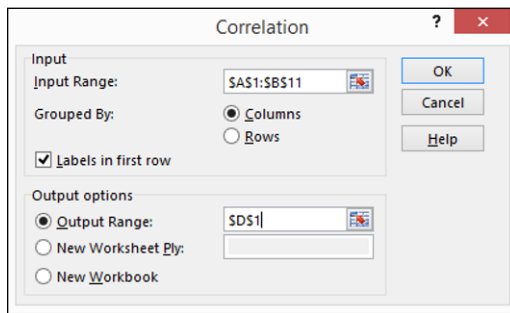 Correlation
?
Input
Input Range:
$A$1:$B$11
Grouped By:
Columns
Rows
Labels in first row
OK
Cancel
Help
Output options
Output Range:
$D$1
New Worksheet Ply:
New Workbook